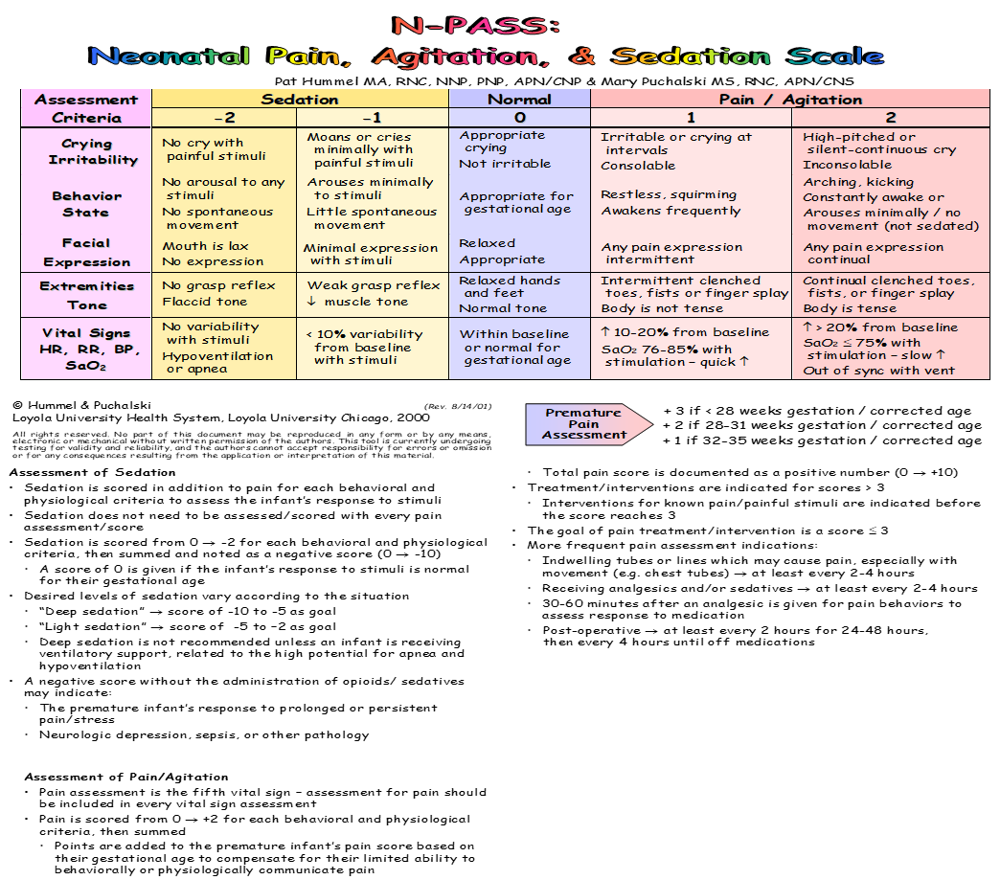 N-PASS:
Neonatal Pain, Agitation, & Sedation Scale
Pat Hummel MA, RNC, NNP, PNP, APN/CNP & Mary Puchalski MS, RNC, APN/CNS
Assessment Criteria
Sedation
Normal
Pain / Agitation
-2
-1
0
1
2
Crying
Irritability
No cry with
painful stimuli
Moans or cries
minimally with
painful stimuli
Appropriate
crying
Not irritable
Irritable or crying at
intervals
Consolable
High-pitched or
silent-continuous cry
Inconsolable
Behavior
State
No arousal to any
stimuli
No spontaneous
movement
Arouses minimally
to stimuli
Little spontaneous
movement
Appropriate for
gestational age
Restless, squirming
Awakens frequently
Arching, kicking
Constantly awake or
Arouses minimally / no
movement (not sedated)
Facial
Expression
Mouth is lax
No expression
Minimal expression
with stimuli
Relaxed
Appropriate
Any pain expression
intermittent
Any pain expression
continual
Extremities
Tone
No grasp reflex
Flaccid tone
Weak grasp reflex
↓ muscle tone
Relaxed hands
and feet
Normal tone
Intermittent clenched
toes, fists or finger splay
Body is not tense
Continual clenched toes,
fists, or finger splay
Body is tense
Vital Signs
HR, RR, BP,
SaO2
No variability
with stimuli
Hypoventilation
or apnea
< 10% variability
from baseline
with stimuli
Within baseline
or normal for
gestational age
↑ 10-20% from baseline
SaO2 76-85% with
stimulation – quick ↑
↑ > 20% from baseline
SaO2 ≤ 75% with
stimulation – slow ↑
Out of sync with vent
© Hummel & Puchalski
(Rev. 8/14/01)
Loyola University Health System, Loyola University Chicago, 2000
All rights reserved. No part of this document may be reproduced in any form or by any means,
electronic or mechanical without written permission of the authors. This tool is currently undergoing
testing for validity and reliability, and the authors cannot accept responsibility for errors or omission
or for any consequences resulting from the application or interpretation of this material.
Premature
Pain
Assessment
+ 3 if < 28 weeks gestation / corrected age
+ 2 if 28-31 weeks gestation / corrected age
+ 1 if 32-35 weeks gestation / corrected age
Assessment of Sedation
• Sedation is scored in addition to pain for each behavioral and
physiological criteria to assess the infant's response to stimuli
• Sedation does not need to be assessed/scored with every pain
assessment/score
• Sedation is scored from 0 → -2 for each behavioral and physiological
criteria, then summed and noted as a negative score (0 → -10)
• A score of 0 is given if the infant's response to stimuli is normal
for their gestational age
• Desired levels of sedation vary according to the situation
• "Deep sedation" → score of -10 to -5 as goal
• "Light sedation" → score of -5 to –2 as goal
• Deep sedation is not recommended unless an infant is receiving
ventilatory support, related to the high potential for apnea and
hypoventilation
• A negative score without the administration of opioids/ sedatives
may indicate:
• The premature infant's response to prolonged or persistent
pain/stress
• Neurologic depression, sepsis, or other pathology
Assessment of Pain/Agitation
• Pain assessment is the fifth vital sign – assessment for pain should
be included in every vital sign assessment
• Pain is scored from 0 → +2 for each behavioral and physiological
criteria, then summed
• Points are added to the premature infant's pain score based on
their gestational age to compensate for their limited ability to
behaviorally or physiologically communicate pain
• Total pain score is documented as a positive number (0 → +10)
• Treatment/interventions are indicated for scores > 3
• Interventions for known pain/painful stimuli are indicated before
the score reaches 3
• The goal of pain treatment/intervention is a score ≤ 3
• More frequent pain assessment indications:
• Indwelling tubes or lines which may cause pain, especially with
movement (e.g. chest tubes) → at least every 2-4 hours
• Receiving analgesics and/or sedatives → at least every 2-4 hours
• 30-60 minutes after an analgesic is given for pain behaviors to
assess response to medication
• Post-operative → at least every 2 hours for 24-48 hours,
then every 4 hours until off medications